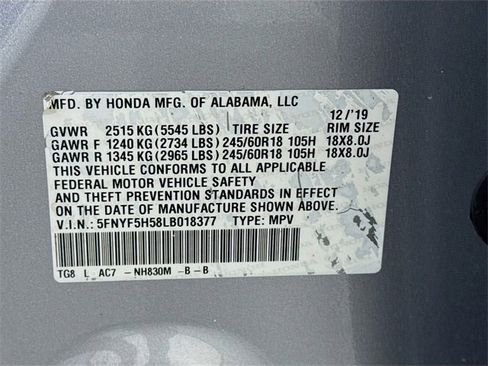 MFD. BY HONDA MFG. OF ALABAMA, LLC 12/'19
GVWR 2515 KG (5545 LBS) TIRE SIZE RIM SIZE
GAWR F 1240 KG (2734 LBS) 245/60R18 105H 18X8.0J
GAWR R 1345 KG (2965 LBS) 245/60R18 105H 18X8.0J
THIS VEHICLE CONFORMS TO ALL APPLICABLE
FEDERAL MOTOR VEHICLE SAFETY
AND THEFT PREVENTION STANDARDS IN EFFECT
ON THE DATE OF MANUFACTURE SHOWN ABOVE.
V.I.N.: 5FNYF5H58LB018377 TYPE: MPV
TG8 L AC7 - NH830M - B - B